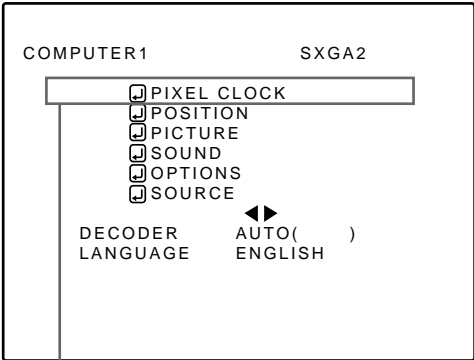 COMPUTER1 SXGA2
PIXEL CLOCK
POSITION
PICTURE
SOUND
OPTIONS
SOURCE
DECODER AUTO( )
LANGUAGE ENGLISH